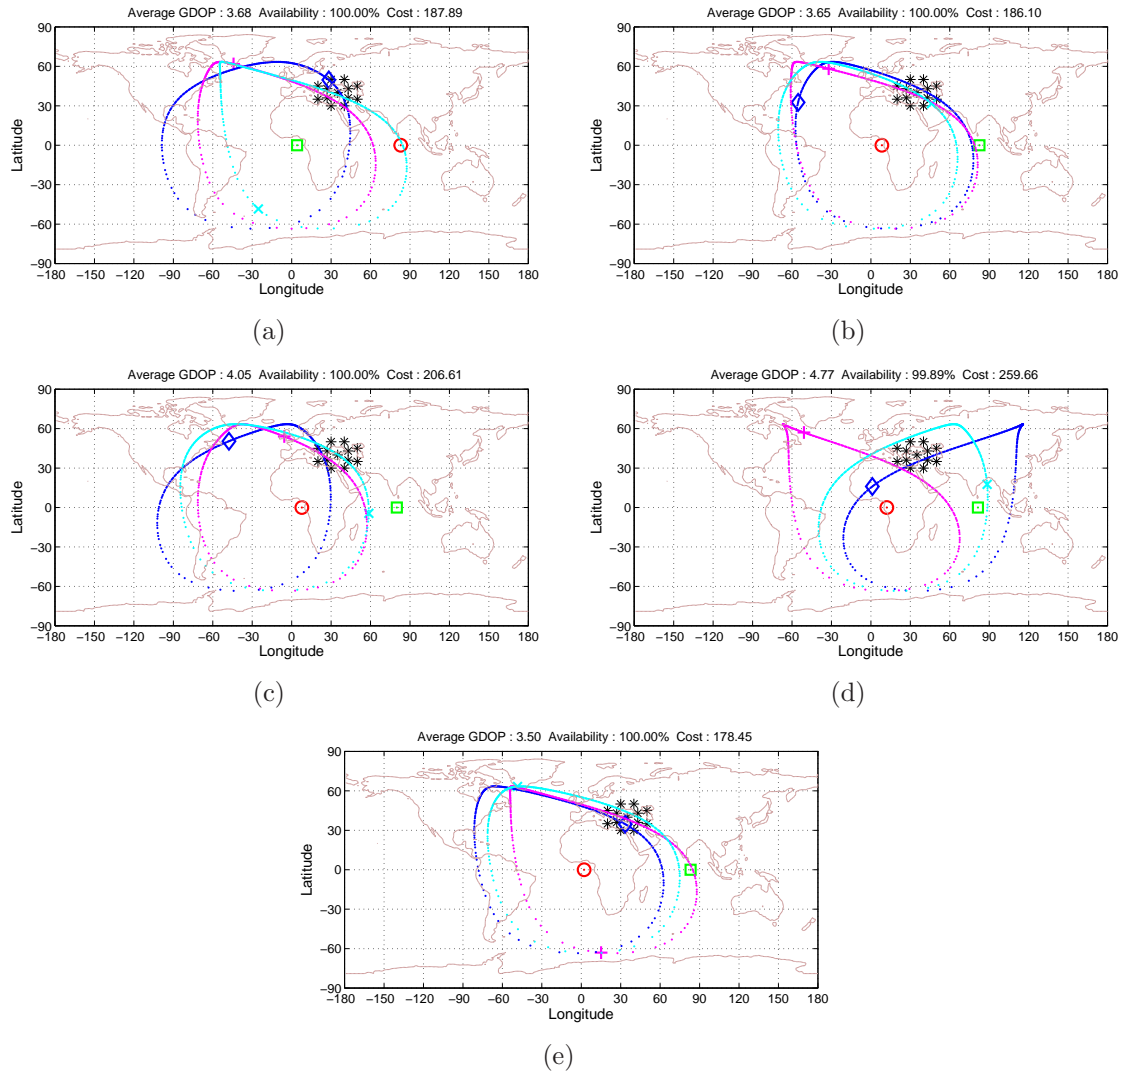 Average GDOP : 3.68 Availability : 100.00% Cost : 187.89
90
60
30
0
−30
−60
−90
Latitude
−180 −150 −120 −90 −60 −30 0 30 60 90 120 150 180
Longitude
(a)
Average GDOP : 3.65 Availability : 100.00% Cost : 186.10
90
60
30
0
−30
−60
−90
Latitude
−180 −150 −120 −90 −60 −30 0 30 60 90 120 150 180
Longitude
(b)
Average GDOP : 4.05 Availability : 100.00% Cost : 206.61
90
60
30
0
−30
−60
−90
Latitude
−180 −150 −120 −90 −60 −30 0 30 60 90 120 150 180
Longitude
(c)
Average GDOP : 4.77 Availability : 99.89% Cost : 259.66
90
60
30
0
−30
−60
−90
Latitude
−180 −150 −120 −90 −60 −30 0 30 60 90 120 150 180
Longitude
(d)
Average GDOP : 3.50 Availability : 100.00% Cost : 178.45
90
60
30
0
−30
−60
−90
Latitude
−180 −150 −120 −90 −60 −30 0 30 60 90 120 150 180
Longitude
(e)